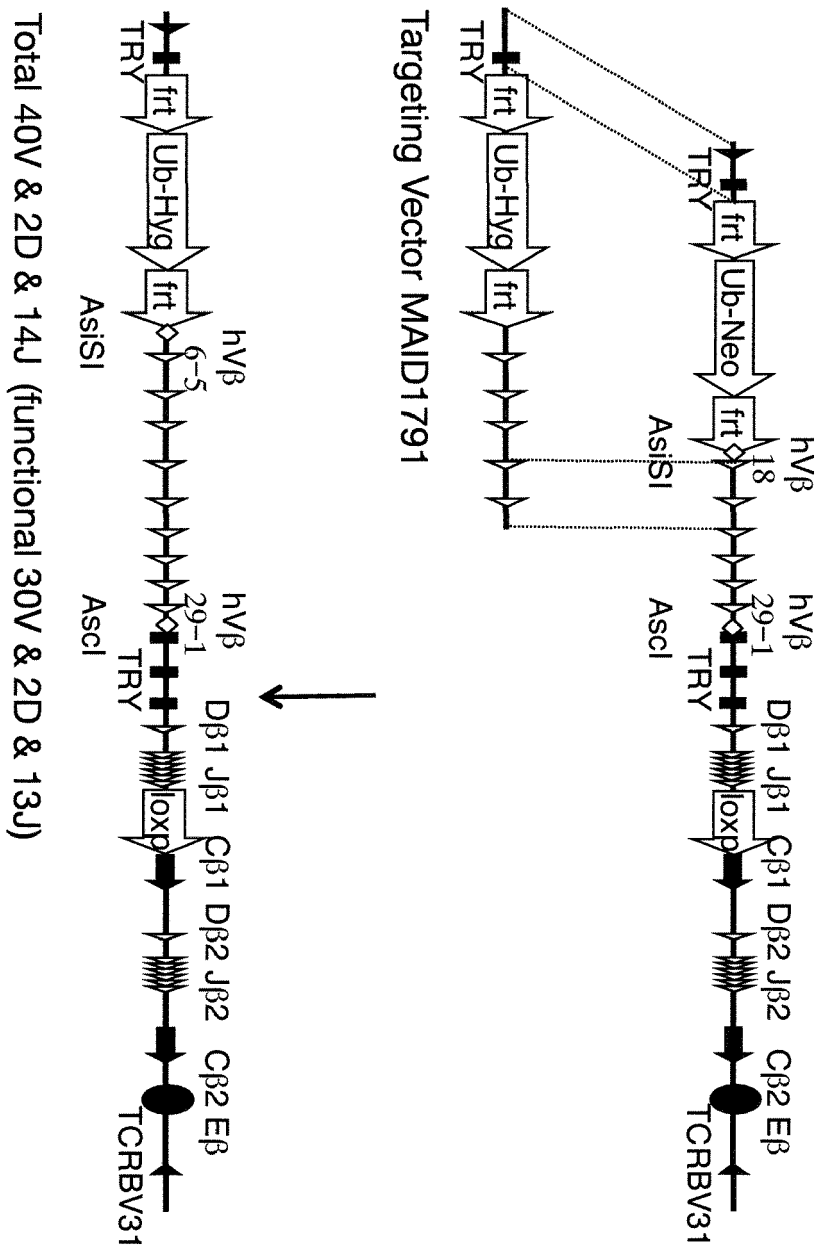 hVβ hVβ
18 29-1 Dβ1 Jβ1 Cβ1 Dβ2 Jβ2 Cβ2 Eβ
frt Ub-Neo frt loxp
TRY AsiSI AscI TRY TCRBV31
frt Ub-Hyg frt
TRY
Targeting Vector MAID1791
hVβ hVβ
6-5 29-1 Dβ1 Jβ1 Cβ1 Dβ2 Jβ2 Cβ2 Eβ
frt Ub-Hyg frt loxp
TRY AsiSI AscI TRY TCRBV31
Total 40V & 2D & 14J (functional 30V & 2D & 13J)